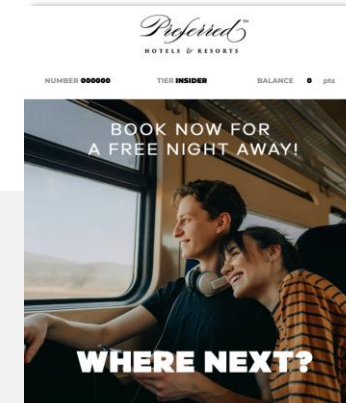 Preferred
HOTELS & RESORTS
NUMBER 000000 TIER INSIDER BALANCE 0 pts
BOOK NOW FOR
A FREE NIGHT AWAY!
WHERE NEXT?